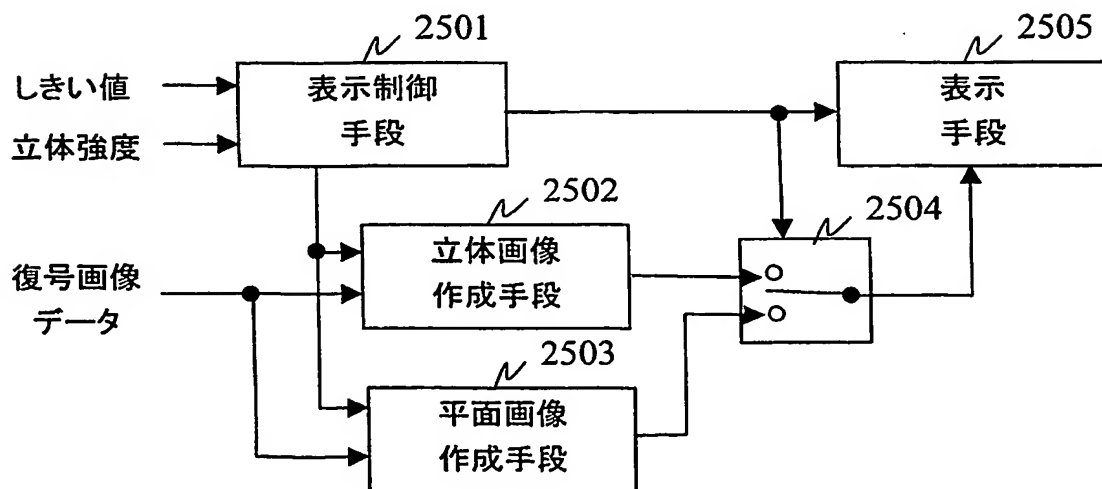 2501
2505
しきい値
立体強度
表示制御
手段
表示
手段
2502
2504
復号画像
データ
立体画像
作成手段
2503
平面画像
作成手段